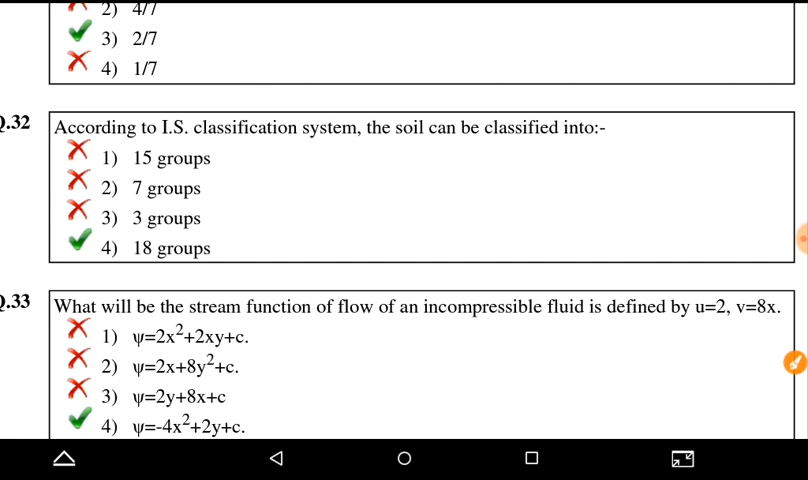 2) 4/7
3) 2/7
4) 1/7
Q.32 According to I.S. classification system, the soil can be classified into:-
1) 15 groups
2) 7 groups
3) 3 groups
4) 18 groups
Q.33 What will be the stream function of flow of an incompressible fluid is defined by u=2, v=8x.
1) ψ=2x²+2xy+c.
2) ψ=2x+8y²+c.
3) ψ=2y+8x+c
4) ψ=-4x²+2y+c.